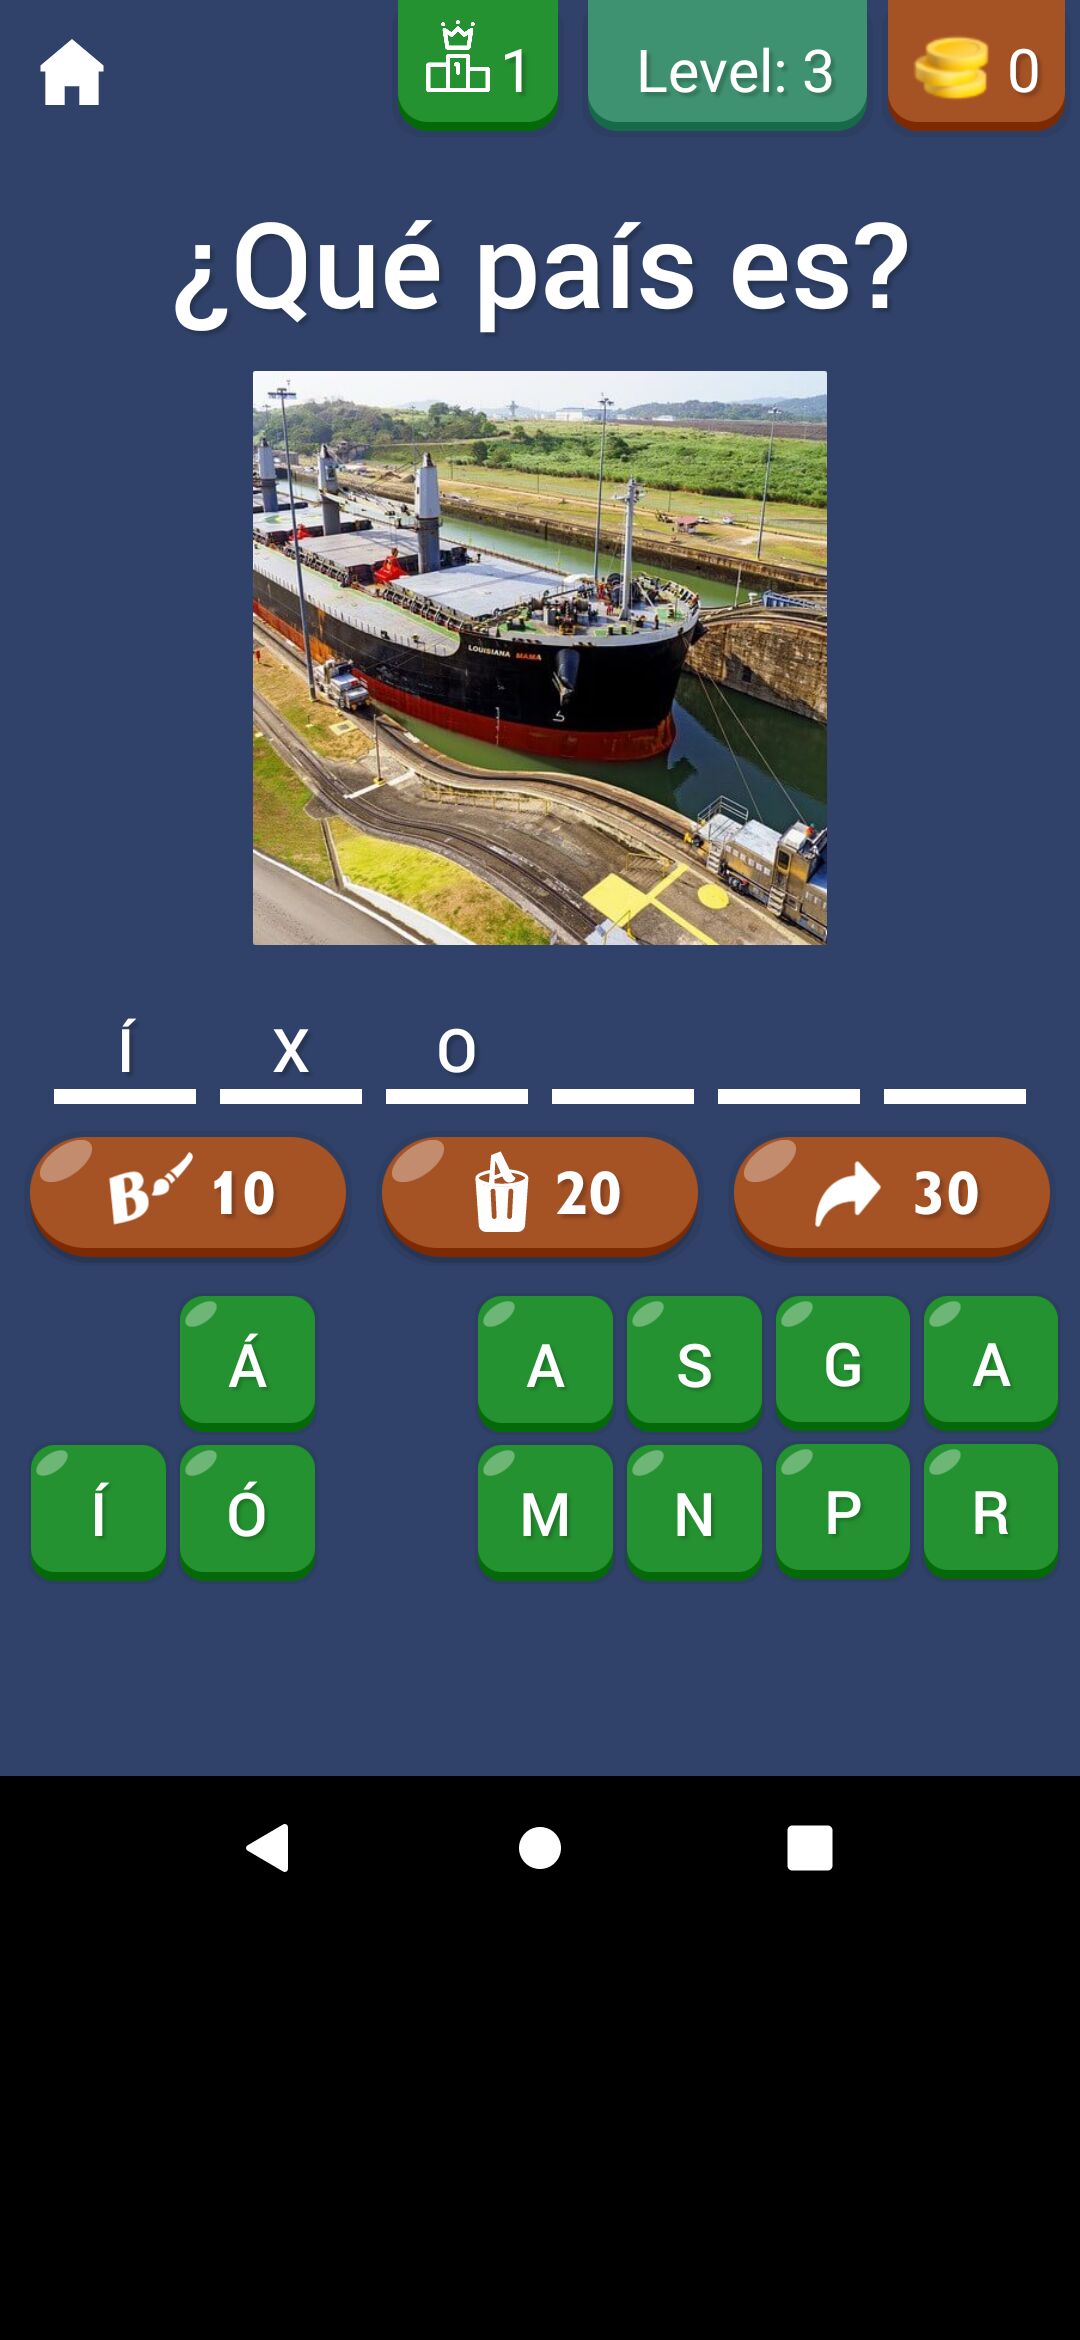 1 Level: 3 0
¿Qué país es?
LOUISIANA MAMA
Í X O
B 10 20 30
Á A S G A
Í Ó M N P R